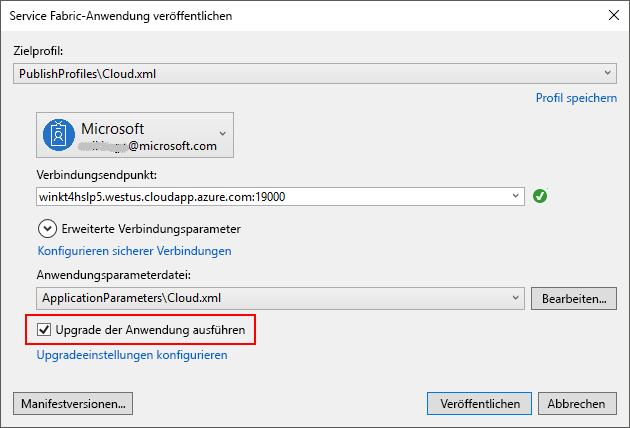 Service Fabric-Anwendung veröffentlichen
Zielprofil:
PublishProfiles\Cloud.xml
Profil speichern
Microsoft
@microsoft.com
Verbindungsendpunkt:
winkt4hslp5.westus.cloudapp.azure.com:19000
Erweiterte Verbindungsparameter
Konfigurieren sicherer Verbindungen
Anwendungsparameterdatei:
ApplicationParameters\Cloud.xml
Bearbeiten...
Upgrade der Anwendung ausführen
Upgradeeinstellungen konfigurieren
Manifestversionen...
Veröffentlichen
Abbrechen